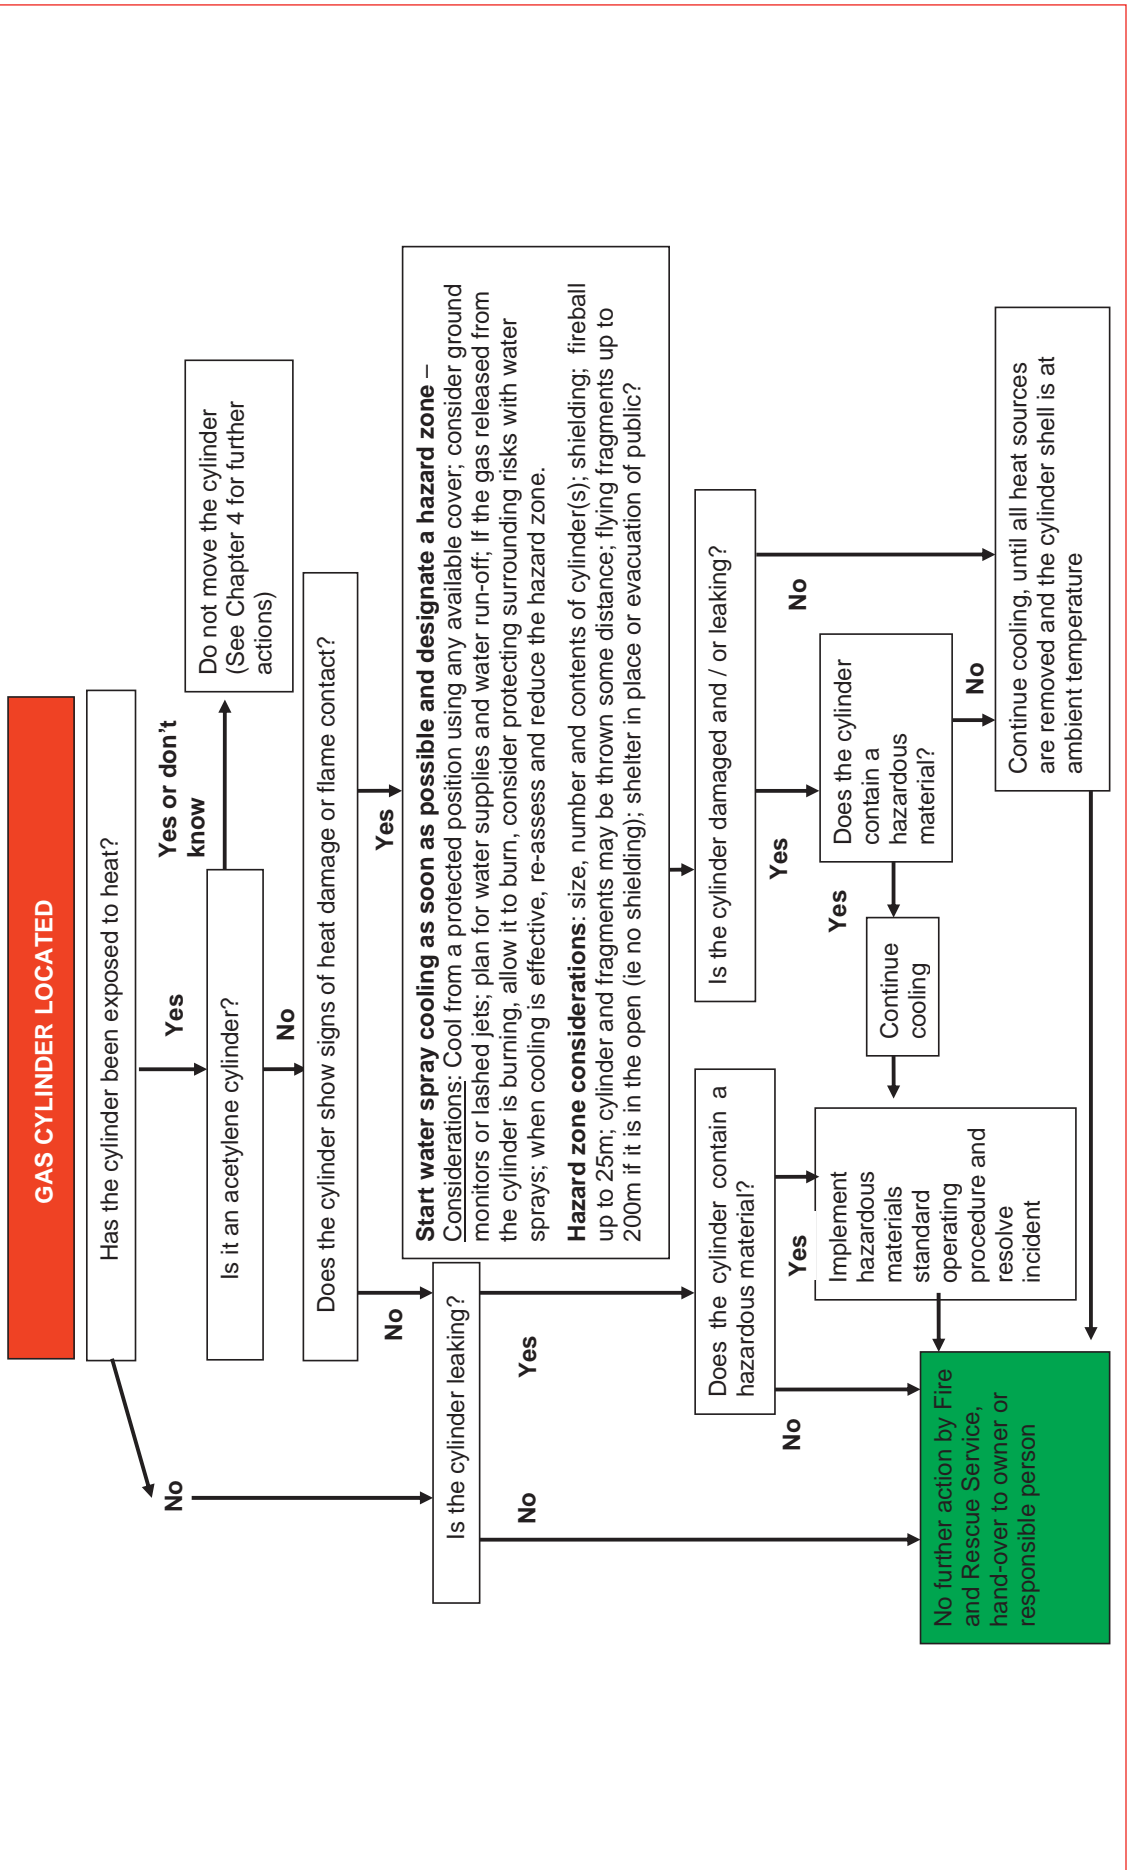 GAS CYLINDER LOCATED
Has the cylinder been exposed to heat?
Yes
No
Is it an acetylene cylinder?
Yes or don't
know
Do not move the cylinder
(See Chapter 4 for further
actions)
No
Does the cylinder show signs of heat damage or flame contact?
No
Yes
Start water spray cooling as soon as possible and designate a hazard zone –
Considerations: Cool from a protected position using any available cover; consider ground
monitors or lashed jets; plan for water supplies and water run-off; If the gas released from
the cylinder is burning, allow it to burn, consider protecting surrounding risks with water
sprays; when cooling is effective, re-assess and reduce the hazard zone.
Hazard zone considerations: size, number and contents of cylinder(s); shielding; fireball
up to 25m; cylinder and fragments may be thrown some distance; flying fragments up to
200m if it is in the open (ie no shielding); shelter in place or evacuation of public?
Is the cylinder leaking?
No
Yes
Does the cylinder contain a
hazardous material?
No
Yes
Is the cylinder damaged and / or leaking?
Yes
No
Does the cylinder
contain a
hazardous
material?
Yes
No
Continue
cooling
Implement
hazardous
materials
standard
operating
procedure and
resolve
incident
Continue cooling, until all heat sources
are removed and the cylinder shell is at
ambient temperature
No further action by Fire
and Rescue Service,
hand-over to owner or
responsible person